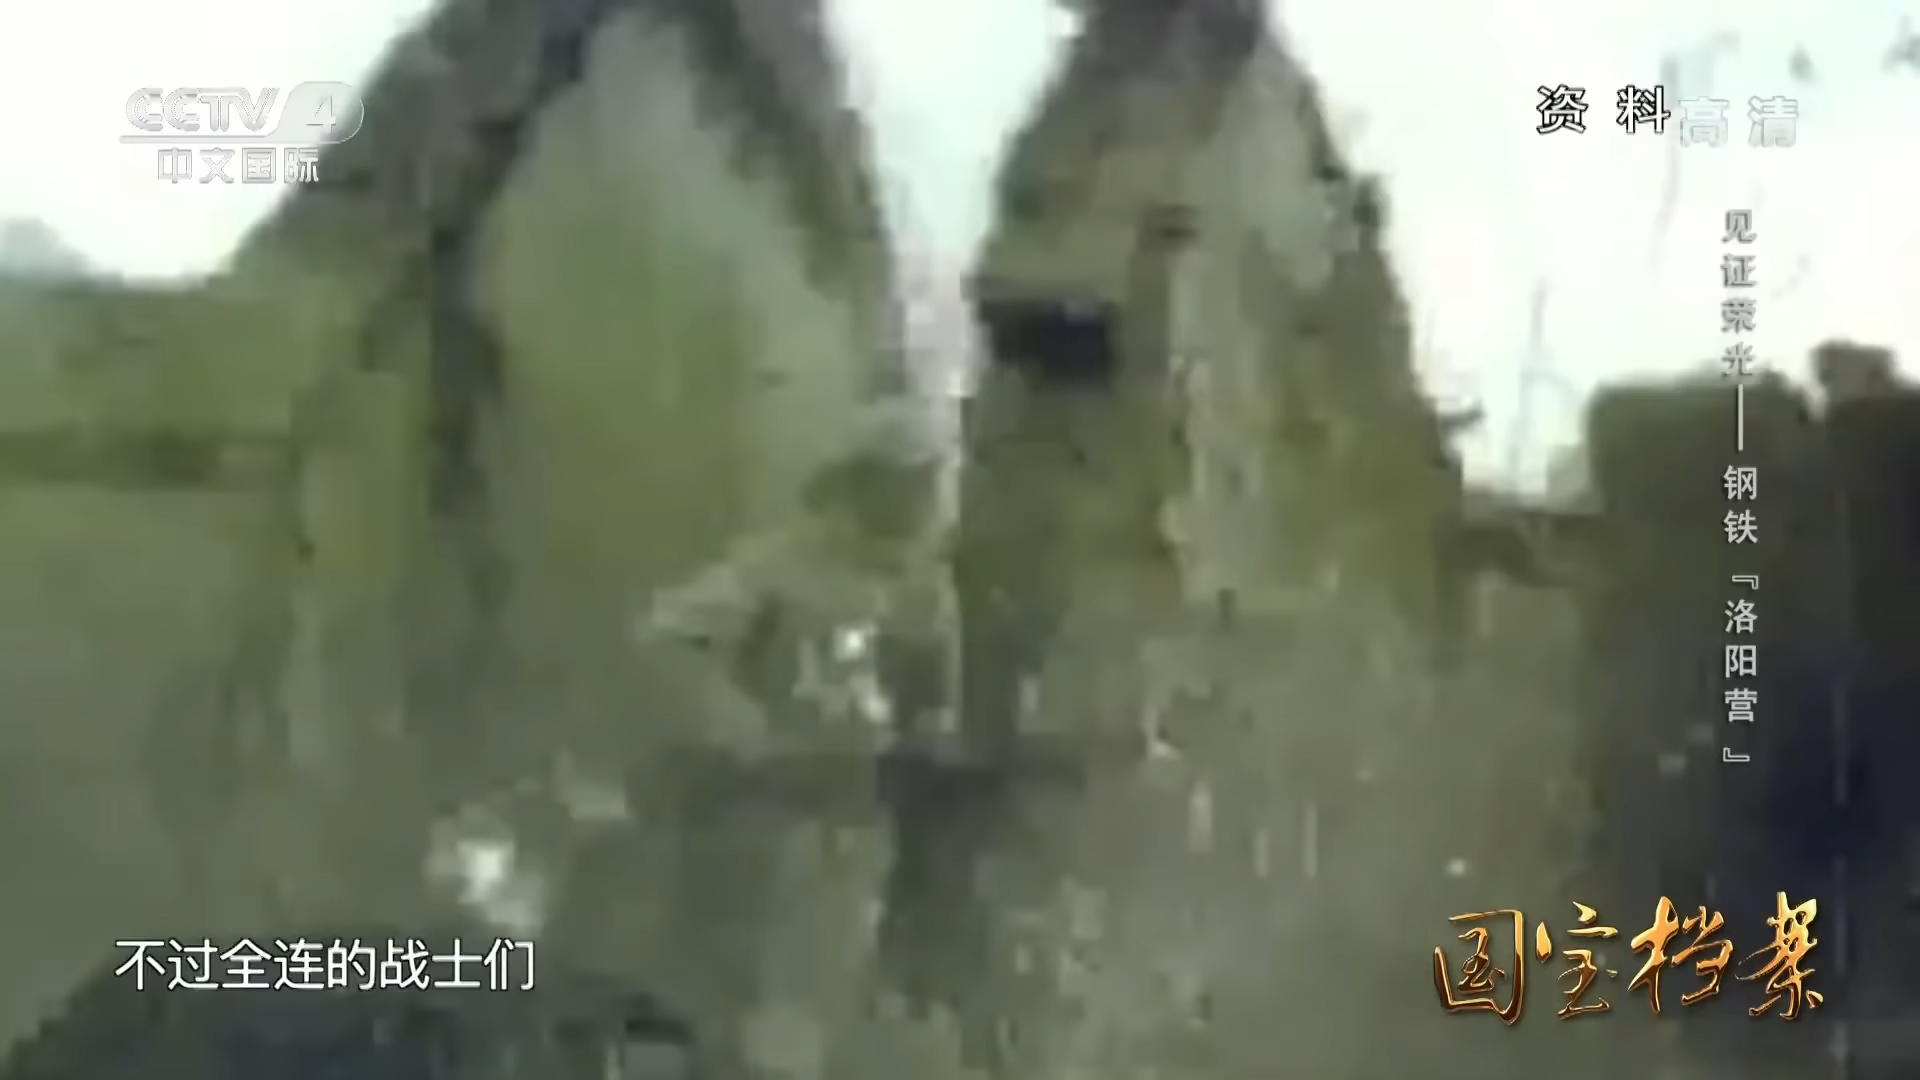 CCTV 4
中文国际
资料
高清
见证荣光——钢铁『洛阳营』
不过全连的战士们
国宝档案